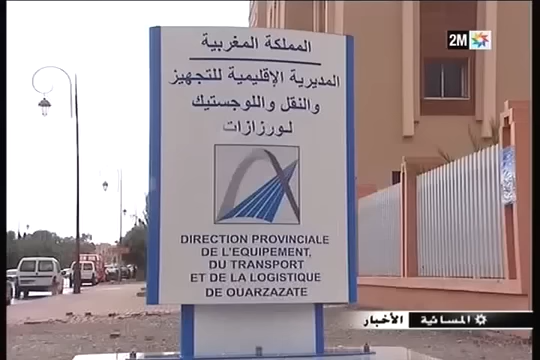 المملكة المغربية
المديرية الإقليمية للتجهيز
والنقل واللوجستيك
لورزازات
DIRECTION PROVINCIALE
DE L'EQUIPEMENT,
DU TRANSPORT
ET DE LA LOGISTIQUE
DE OUARZAZATE
2M
المسائية الأخبار